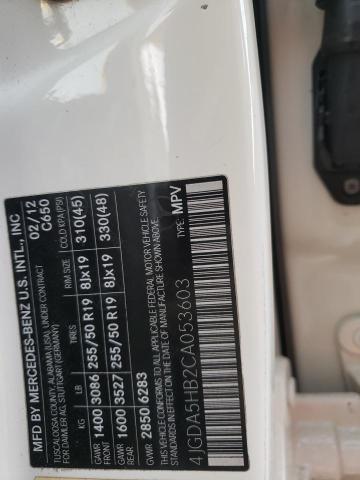 MFD BY MERCEDES-BENZ U.S. INTL., INC
TUSCALOOSA COUNTY, ALABAMA (USA), UNDER CONTRACT
FOR DAIMLER AG, STUTTGART (GERMANY)
02/12
C650
KG LB TIRES RIM SIZE COLD KPA(PSI)
GAWR FRONT 1400 3086 255/50 R19 8Jx19 310(45)
GAWR REAR 1600 3527 255/50 R19 8Jx19 330(48)
GVWR 2850 6283
THIS VEHICLE CONFORMS TO ALL APPLICABLE FEDERAL MOTOR VEHICLE SAFETY
STANDARDS IN EFFECT ON THE DATE OF MANUFACTURE SHOWN ABOVE.
4JGDA5HB2CA053603
TYPE: MPV